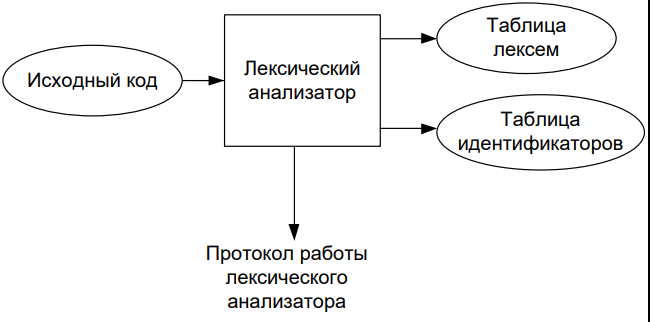 Исходный код
Лексический
анализатор
Таблица
лексем
Таблица
идентификаторов
Протокол работы
лексического
анализатора